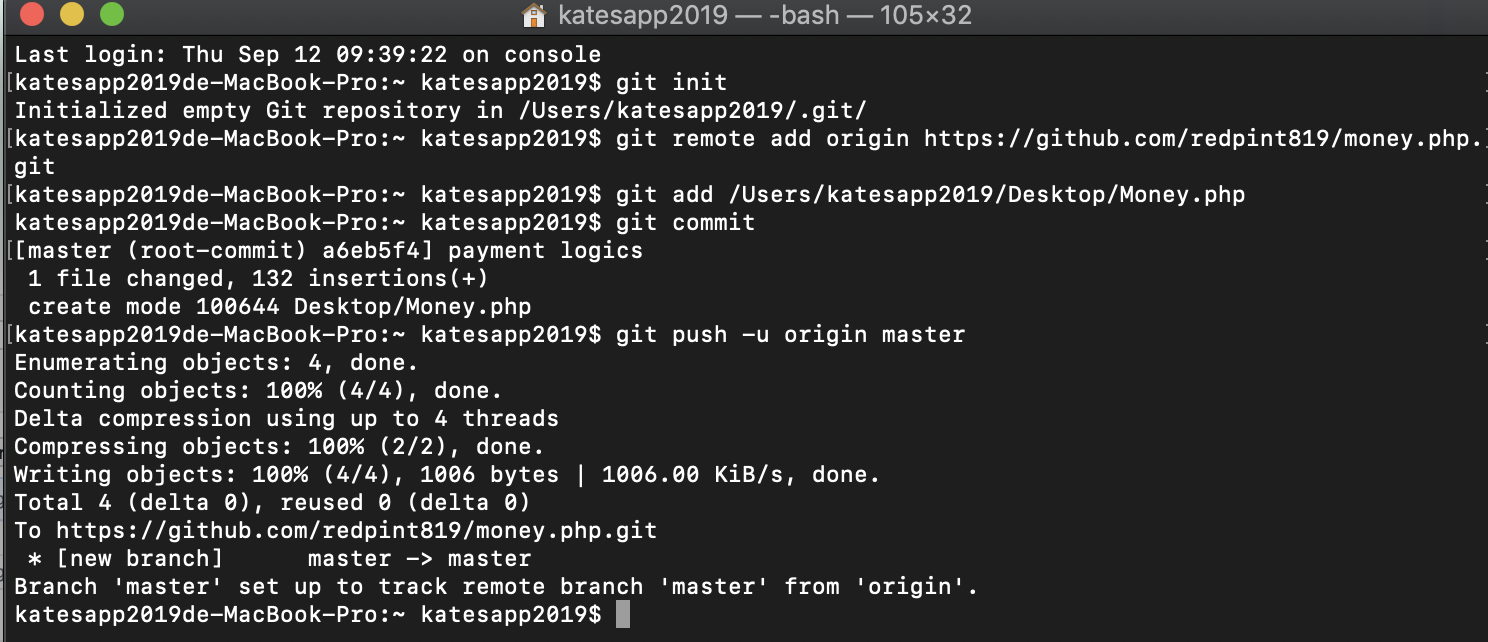 katesapp2019 — -bash — 105×32
Last login: Thu Sep 12 09:39:22 on console
[katesapp2019de-MacBook-Pro:~ katesapp2019$ git init
Initialized empty Git repository in /Users/katesapp2019/.git/
[katesapp2019de-MacBook-Pro:~ katesapp2019$ git remote add origin https://github.com/redpint819/money.php.
git
[katesapp2019de-MacBook-Pro:~ katesapp2019$ git add /Users/katesapp2019/Desktop/Money.php
katesapp2019de-MacBook-Pro:~ katesapp2019$ git commit
[[master (root-commit) a6eb5f4] payment logics
 1 file changed, 132 insertions(+)
 create mode 100644 Desktop/Money.php
[katesapp2019de-MacBook-Pro:~ katesapp2019$ git push -u origin master
Enumerating objects: 4, done.
Counting objects: 100% (4/4), done.
Delta compression using up to 4 threads
Compressing objects: 100% (2/2), done.
Writing objects: 100% (4/4), 1006 bytes | 1006.00 KiB/s, done.
Total 4 (delta 0), reused 0 (delta 0)
To https://github.com/redpint819/money.php.git
 * [new branch]      master -> master
Branch 'master' set up to track remote branch 'master' from 'origin'.
katesapp2019de-MacBook-Pro:~ katesapp2019$